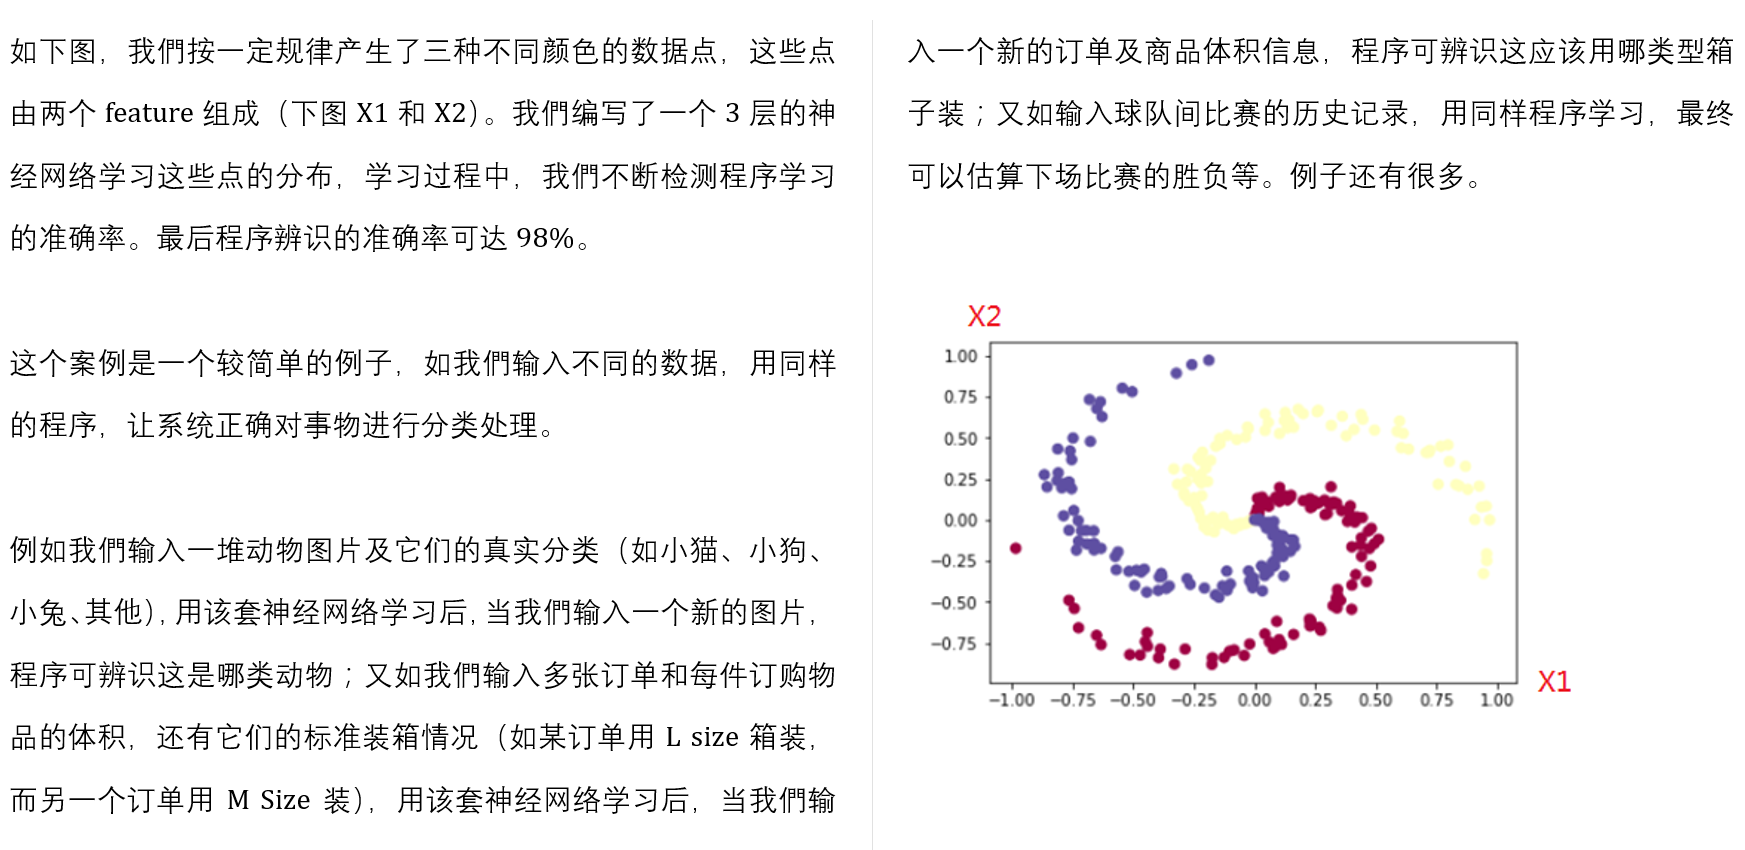 如下图，我們按一定规律产生了三种不同颜色的数据点，这些点
由两个 feature 组成（下图 X1 和 X2）。我們编写了一个 3 层的神
经网络学习这些点的分布，学习过程中，我們不断检测程序学习
的准确率。最后程序辨识的准确率可达 98%。
这个案例是一个较简单的例子，如我們输入不同的数据，用同样
的程序，让系统正确对事物进行分类处理。
例如我們输入一堆动物图片及它们的真实分类（如小猫、小狗、
小兔、其他），用该套神经网络学习后，当我們输入一个新的图片，
程序可辨识这是哪类动物；又如我們输入多张订单和每件订购物
品的体积，还有它们的标准装箱情况（如某订单用 L size 箱装，
而另一个订单用 M Size 装），用该套神经网络学习后，当我們输
入一个新的订单及商品体积信息，程序可辨识这应该用哪类型箱
子装；又如输入球队间比赛的历史记录，用同样程序学习，最终
可以估算下场比赛的胜负等。例子还有很多。
X2
1.00
0.75
0.50
0.25
0.00
−0.25
−0.50
−0.75
−1.00 −0.75 −0.50 −0.25 0.00 0.25 0.50 0.75 1.00
X1